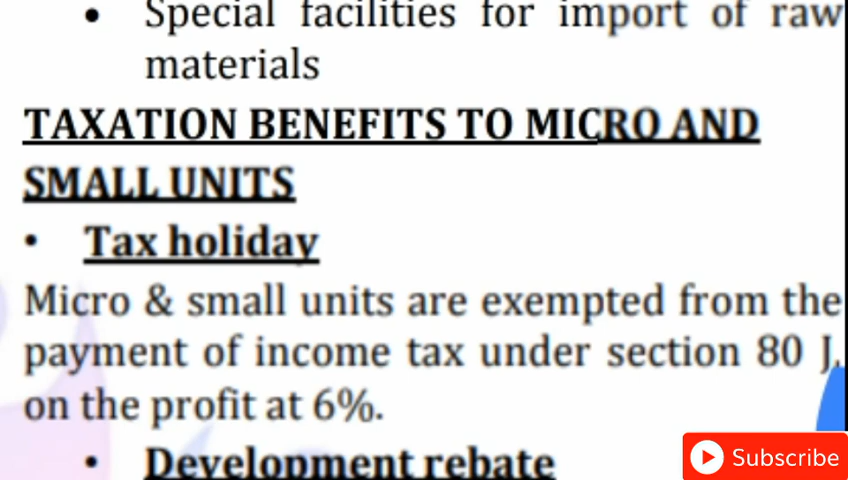 • Special facilities for import of raw
materials
TAXATION BENEFITS TO MICRO AND
SMALL UNITS
• Tax holiday
Micro & small units are exempted from the
payment of income tax under section 80 J,
on the profit at 6%.
• Development rebate
Subscribe